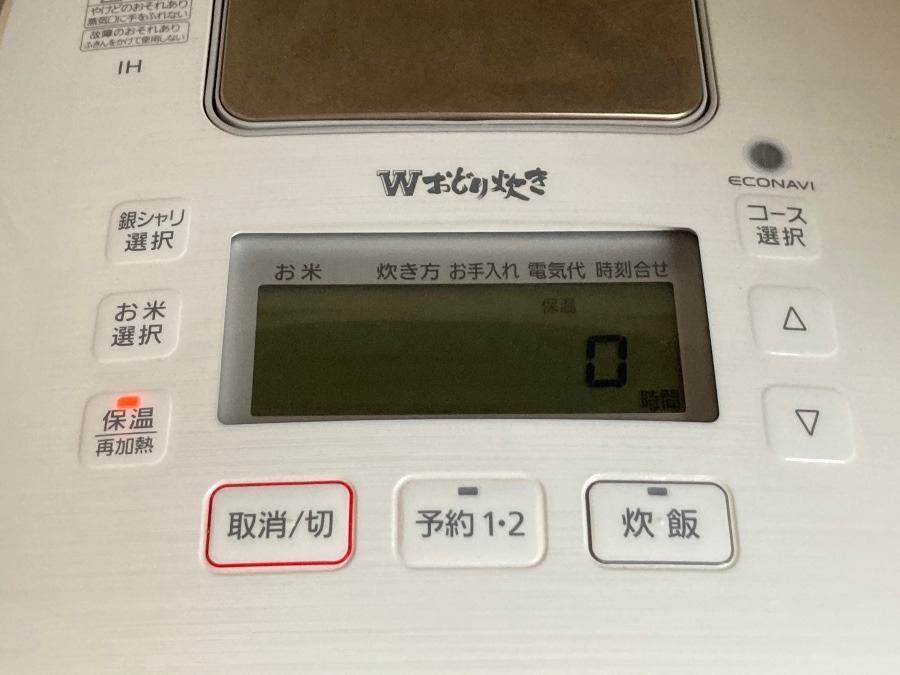 やけどのおそれあり
蒸気口に手をふれない
故障のおそれあり
ふきんをかけて使用しない
IH
Wおどり炊き
ECONAVI
銀シャリ
選択
コース
選択
お米 炊き方 お手入れ 電気代 時刻合せ
保温
0
時間
お米
選択
△
▽
保温
再加熱
取消/切
予約1・2
炊飯